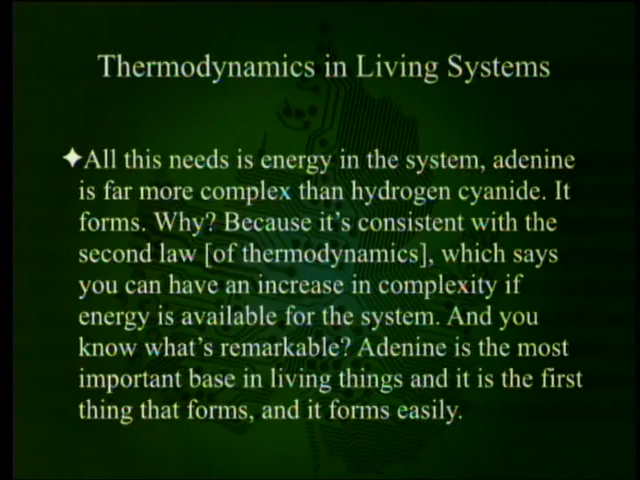 Thermodynamics in Living Systems
✦All this needs is energy in the system, adenine
is far more complex than hydrogen cyanide. It
forms. Why? Because it’s consistent with the
second law [of thermodynamics], which says
you can have an increase in complexity if
energy is available for the system. And you
know what’s remarkable? Adenine is the most
important base in living things and it is the first
thing that forms, and it forms easily.